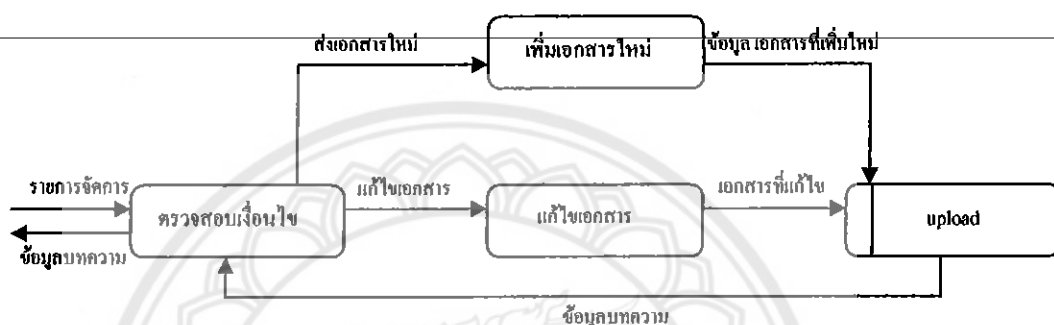 ส่งเอกสารใหม่
เพิ่มเอกสารใหม่
ข้อมูลเอกสารที่เพิ่มใหม่
รายการจัดการ
ตรวจสอบเงื่อนไข
แก้ไขเอกสาร
แก้ไขเอกสาร
เอกสารที่แก้ไข
upload
ข้อมูลบทความ
ข้อมูลบทความ